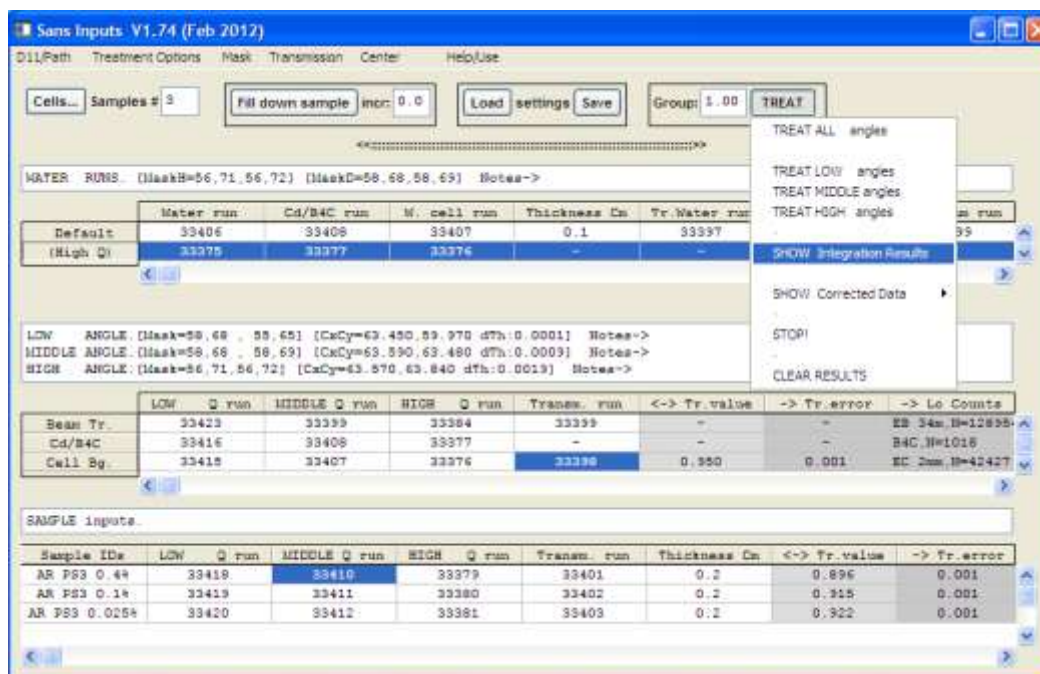 Sans Inputs V1.74 (Feb 2012)
D11/Path Treatment Options Mask Transmission Center Help/Use
Cells... Samples # 3 Fill down sample incr: 0.0 Load settings Save Group: 1.00 TREAT
TREAT ALL angles
TREAT LOW angles
TREAT MIDDLE angles
TREAT HIGH angles
SHOW Integration Results
SHOW Corrected Data
STOP!
CLEAR RESULTS
WATER RUNS. [MaskH=56,71,56,72] [MaskD=58,68,58,69] Notes->
Water run Cd/B4C run W. cell run Thickness Cm Tr.Water run run
Default 33406 33408 33407 0.1 33397 99
(High Q) 33375 33377 33376 - -
LOW ANGLE.[Mask=58,68 , 55,65] [CxCy=63.450,59.970 dTh:0.0001] Notes->
MIDDLE ANGLE.[Mask=58,68 , 58,69] [CxCy=63.590,63.480 dTh:0.0003] Notes->
HIGH ANGLE.[Mask=56,71,56,72] [CxCy=63.570,63.840 dTh:0.0019] Notes->
LOW Q run MIDDLE Q run HIGH Q run Transm. run <-> Tr.value -> Tr.error -> Lo Counts
Beam Tr. 33423 33399 33384 33399 - - EB 34m,N=12895
Cd/B4C 33416 33408 33377 - - - B4C,N=1016
Cell Bg. 33415 33407 33376 33398 0.950 0.001 EC 2mm,N=42427
SAMPLE inputs.
Sample IDs LOW Q run MIDDLE Q run HIGH Q run Transm. run Thickness Cm <-> Tr.value -> Tr.error
AR PS3 0.4% 33418 33410 33379 33401 0.2 0.896 0.001
AR PS3 0.1% 33419 33411 33380 33402 0.2 0.915 0.001
AR PS3 0.025% 33420 33412 33381 33403 0.2 0.922 0.001